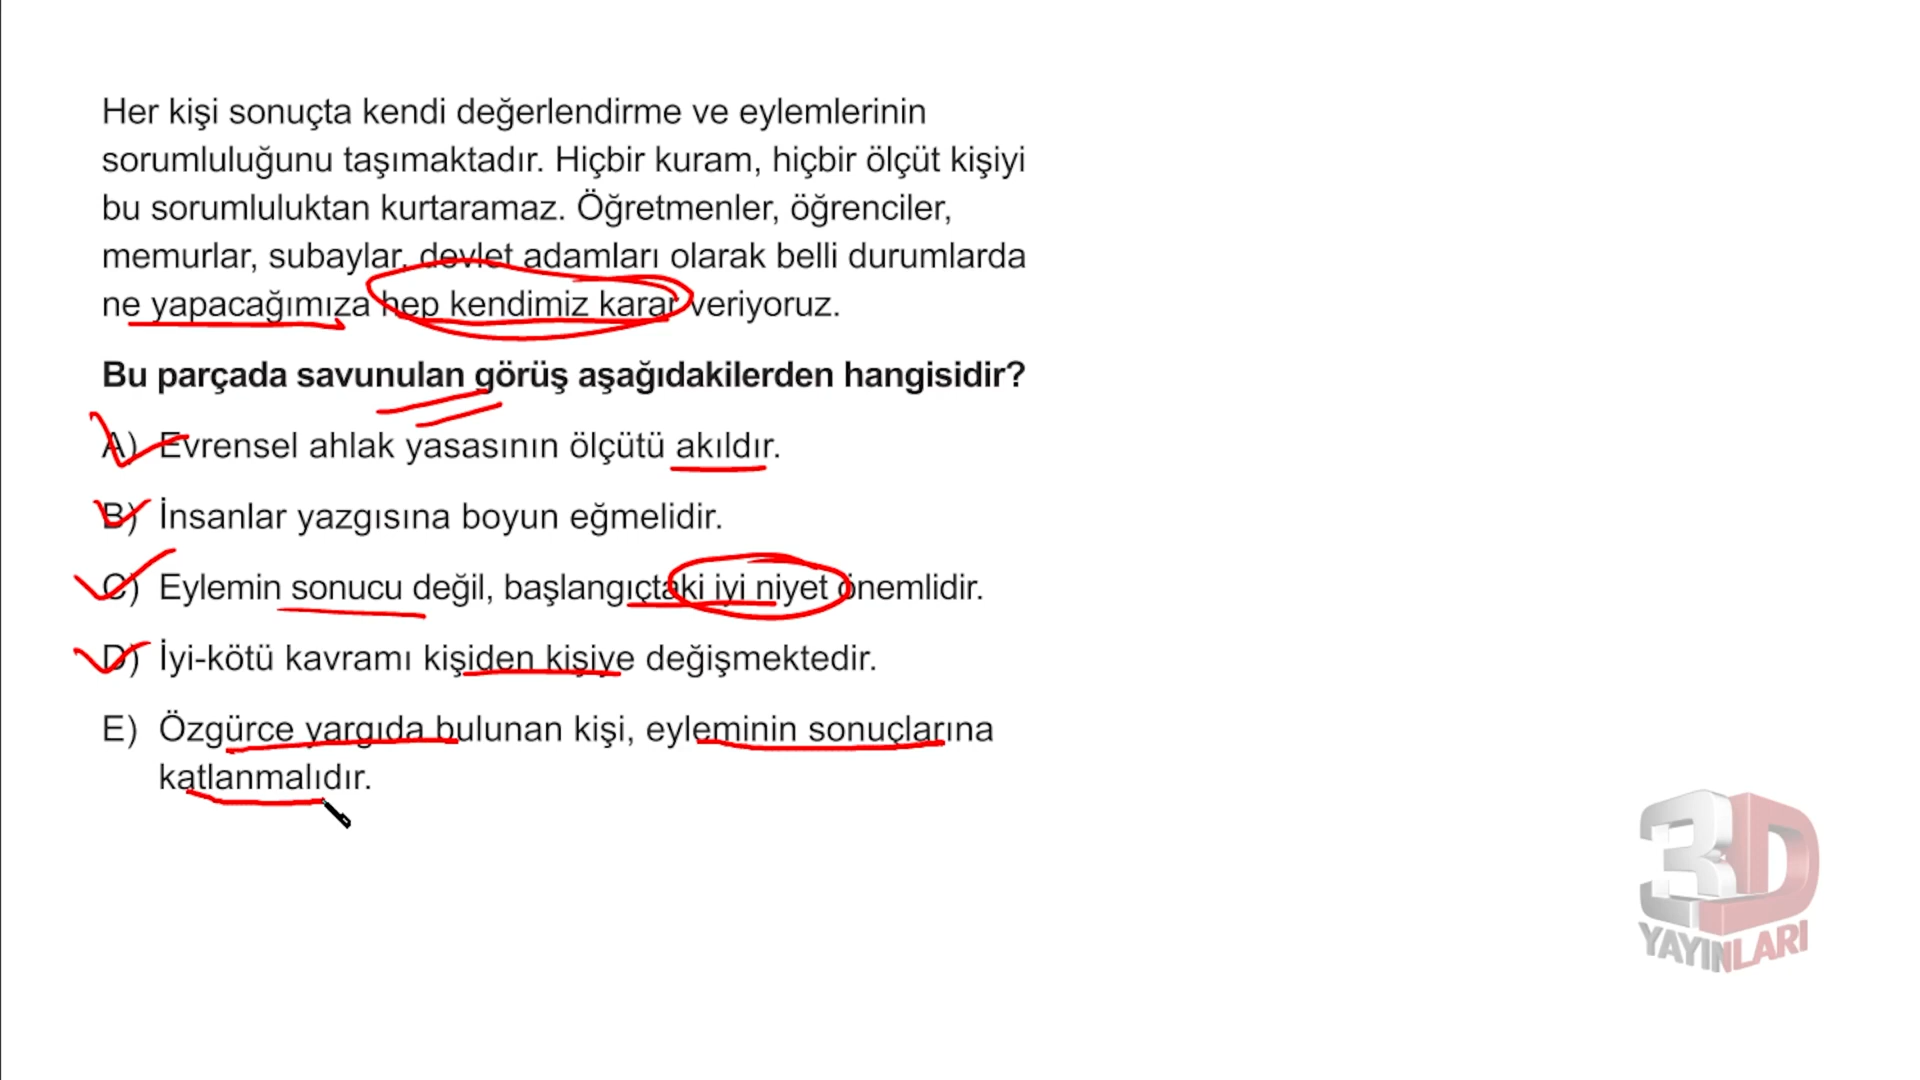 Her kişi sonuçta kendi değerlendirme ve eylemlerinin
sorumluluğunu taşımaktadır. Hiçbir kuram, hiçbir ölçüt kişiyi
bu sorumluluktan kurtaramaz. Öğretmenler, öğrenciler,
memurlar, subaylar, devlet adamları olarak belli durumlarda
ne yapacağımıza hep kendimiz karar veriyoruz.
Bu parçada savunulan görüş aşağıdakilerden hangisidir?
A) Evrensel ahlak yasasının ölçütü akıldır.
B) İnsanlar yazgısına boyun eğmelidir.
C) Eylemin sonucu değil, başlangıçtaki iyi niyet önemlidir.
D) İyi-kötü kavramı kişiden kişiye değişmektedir.
E) Özgürce yargıda bulunan kişi, eyleminin sonuçlarına
katlanmalıdır.
3D
YAYINLARI